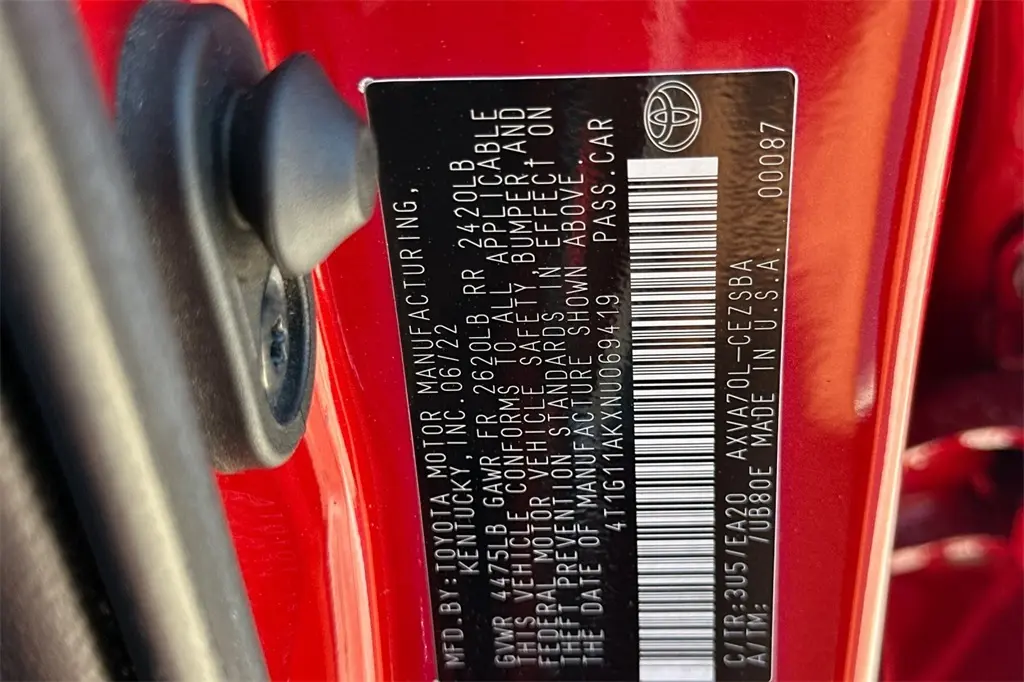 MFD.BY:TOYOTA MOTOR MANUFACTURING,
KENTUCKY, INC. 06/22
GVWR 4475LB GAWR FR 2620LB RR 2420LB
THIS VEHICLE CONFORMS TO ALL APPLICABLE
FEDERAL MOTOR VEHICLE SAFETY, BUMPER, AND
THEFT PREVENTION STANDARDS IN EFFECT ON
THE DATE OF MANUFACTURE SHOWN ABOVE.
4T1G11AKXNU069419 PASS.CAR
C/TR:3U5/EA20 AXVA70L-CEZSBA
A/TM: /UB80E MADE IN U.S.A. 00087